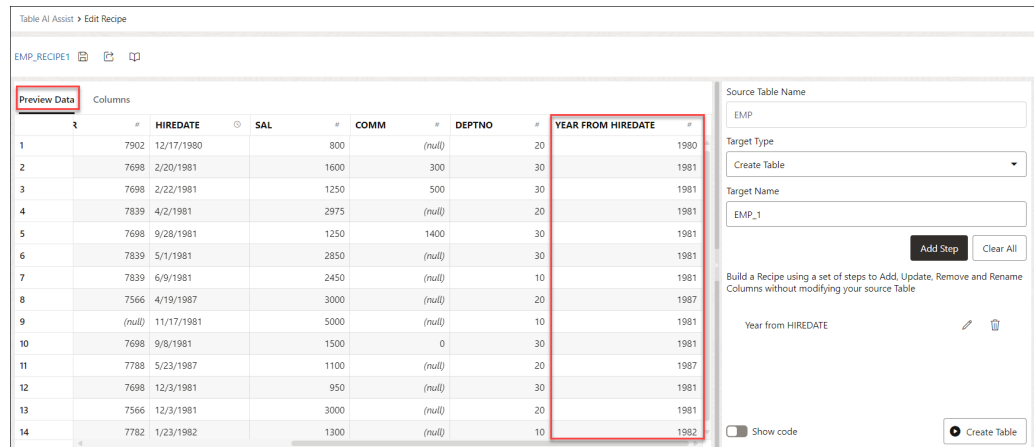 Table AI Assist > Edit Recipe
EMP_RECIPE1
Preview Data Columns
R # HIREDATE SAL # COMM # DEPTNO # YEAR FROM HIREDATE #
1 7902 12/17/1980 800 (null) 20 1980
2 7698 2/20/1981 1600 300 30 1981
3 7698 2/22/1981 1250 500 30 1981
4 7839 4/2/1981 2975 (null) 20 1981
5 7698 9/28/1981 1250 1400 30 1981
6 7839 5/1/1981 2850 (null) 30 1981
7 7839 6/9/1981 2450 (null) 10 1981
8 7566 4/19/1987 3000 (null) 20 1987
9 (null) 11/17/1981 5000 (null) 10 1981
10 7698 9/8/1981 1500 0 30 1981
11 7788 5/23/1987 1100 (null) 20 1987
12 7698 12/3/1981 950 (null) 30 1981
13 7566 12/3/1981 3000 (null) 20 1981
14 7782 1/23/1982 1300 (null) 10 1982
Source Table Name
EMP
Target Type
Create Table
Target Name
EMP_1
Add Step Clear All
Build a Recipe using a set of steps to Add, Update, Remove and Rename
Columns without modifying your source Table
Year from HIREDATE
Show code Create Table